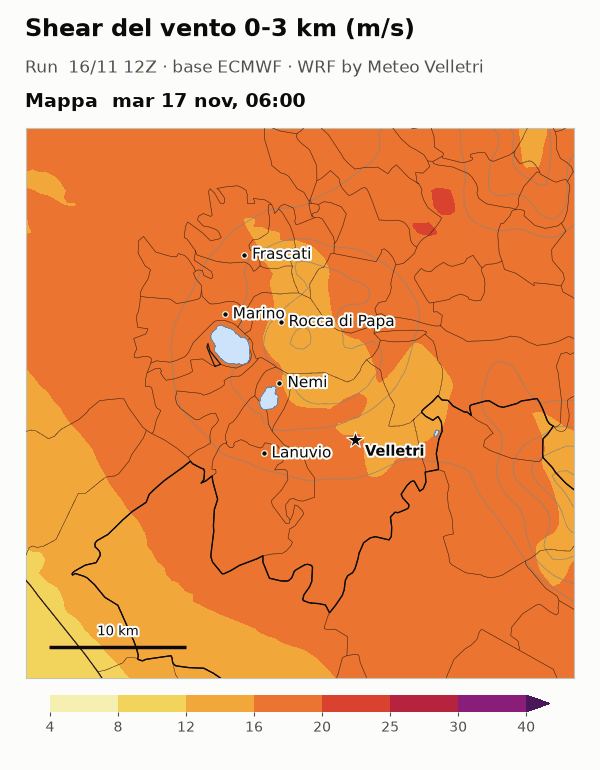 Shear del vento 0-3 km (m/s)
Run 16/11 12Z · base ECMWF · WRF by Meteo Velletri
Mappa mar 17 nov, 06:00
Frascati
Marino
Rocca di Papa
Nemi
Velletri
Lanuvio
10 km
4 8 12 16 20 25 30 40